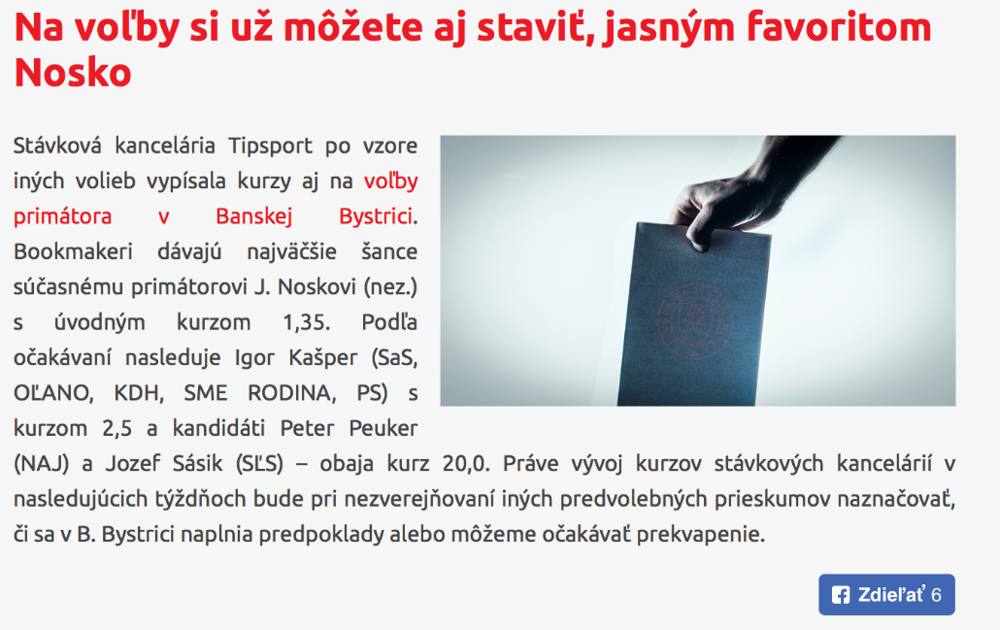 Na voľby si už môžete aj staviť, jasným favoritom
Nosko
Stávková kancelária Tipsport po vzore
iných volieb vypísala kurzy aj na voľby
primátora v Banskej Bystrici.
Bookmakeri dávajú najväčšie šance
súčasnému primátorovi J. Noskovi (nez.)
s úvodným kurzom 1,35. Podľa
očakávaní nasleduje Igor Kašper (SaS,
OĽANO, KDH, SME RODINA, PS) s
kurzom 2,5 a kandidáti Peter Peuker
(NAJ) a Jozef Sásik (SĽS) – obaja kurz 20,0. Práve vývoj kurzov stávkových kancelárií v
nasledujúcich týždňoch bude pri nezverejňovaní iných predvolebných prieskumov naznačovať,
či sa v B. Bystrici naplnia predpoklady alebo môžeme očakávať prekvapenie.
Zdieľať 6